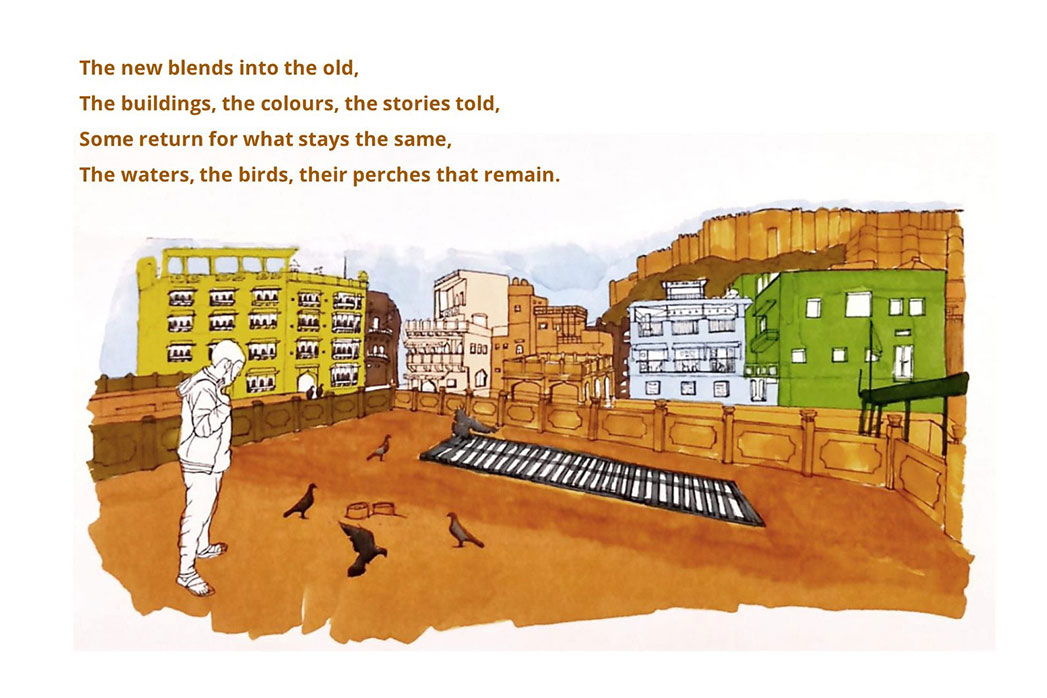 The new blends into the old,
The buildings, the colours, the stories told,
Some return for what stays the same,
The waters, the birds, their perches that remain.